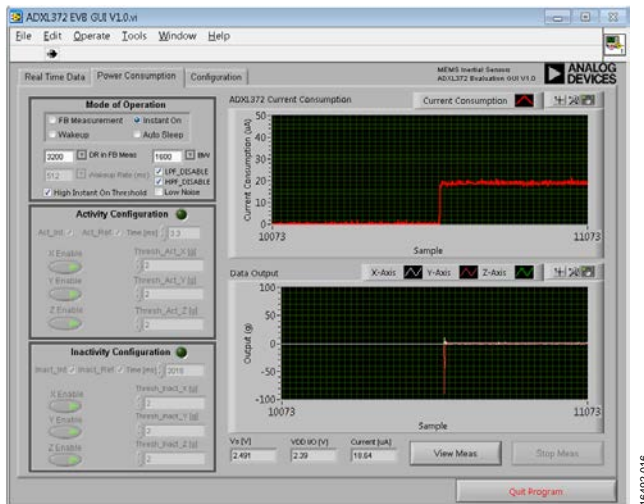 ADXL372 EVB GUI V1.0.vi
File Edit Operate Tools Window Help
Real Time Data Power Consumption Configuration
MEMS Inertial Sensors
ADXL372 Evaluation GUI V1.0
ANALOG DEVICES
Mode of Operation
FB Measurement Instant On
Wakeup Auto Sleep
3200 DR in FB Meas 1600 BW
512 Wakeup Rate (ms) LPF_DISABLE
HPF_DISABLE
High Instant On Threshold Low Noise
Activity Configuration
Act_Int Act_Ref Time [ms] 3.3
X Enable Thresh_Act_X [g]
2
Y Enable Thresh_Act_Y [g]
2
Z Enable Thresh_Act_Z [g]
2
Inactivity Configuration
Inact_Int Inact_Ref Time [ms]
X Enable Thresh_Inact_X [g]
2
Y Enable Thresh_Inact_Y [g]
2
Z Enable Thresh_Inact_Z [g]
2
ADXL372 Current Consumption Current Consumption
Current Consumption (uA)
50
40
30
20
10
0
10073 11073
Sample
Data Output X-Axis Y-Axis Z-Axis
Output (g)
100
50
0
-50
-100
10073 11073
Sample
Vs [V] VDD I/O [V] Current [uA]
2.491 2.39 18.64
View Meas Stop Meas
Quit Program